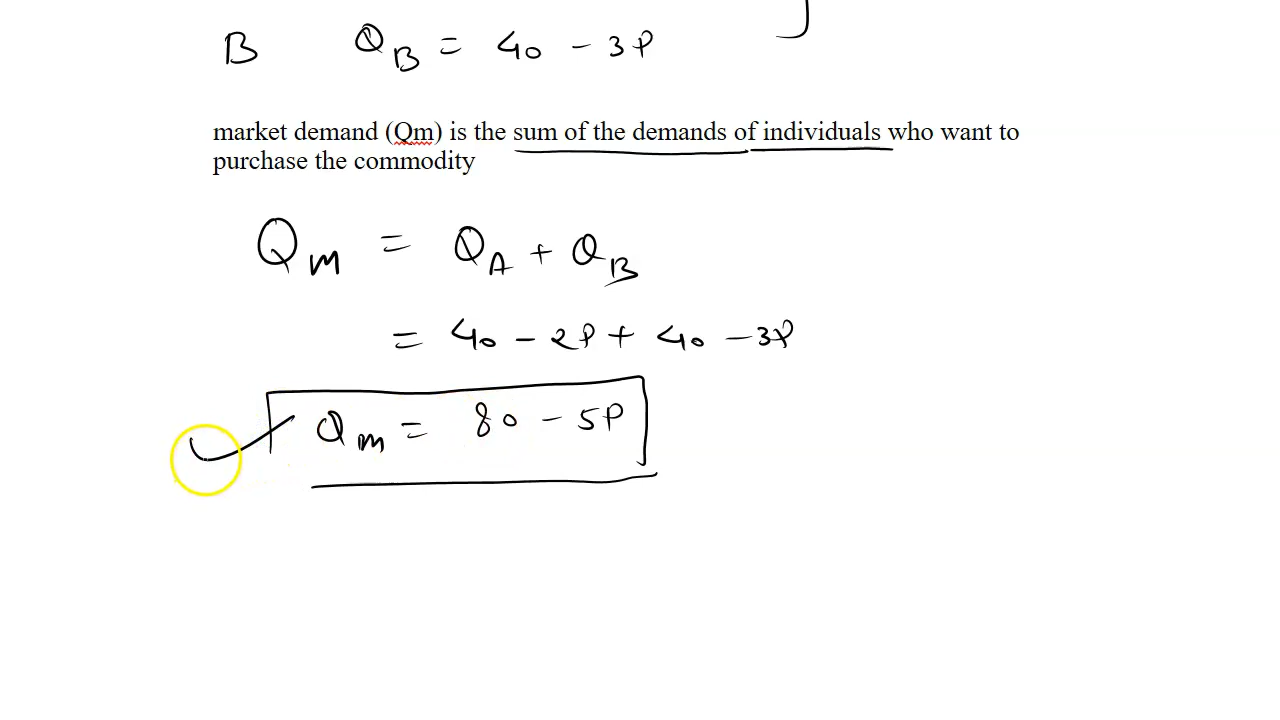 B Q_B = 40 - 3P
market demand (Qm) is the sum of the demands of individuals who want to
purchase the commodity
Q_m = Q_A + Q_B
= 40 - 2P + 40 - 3P
Q_m = 80 - 5P